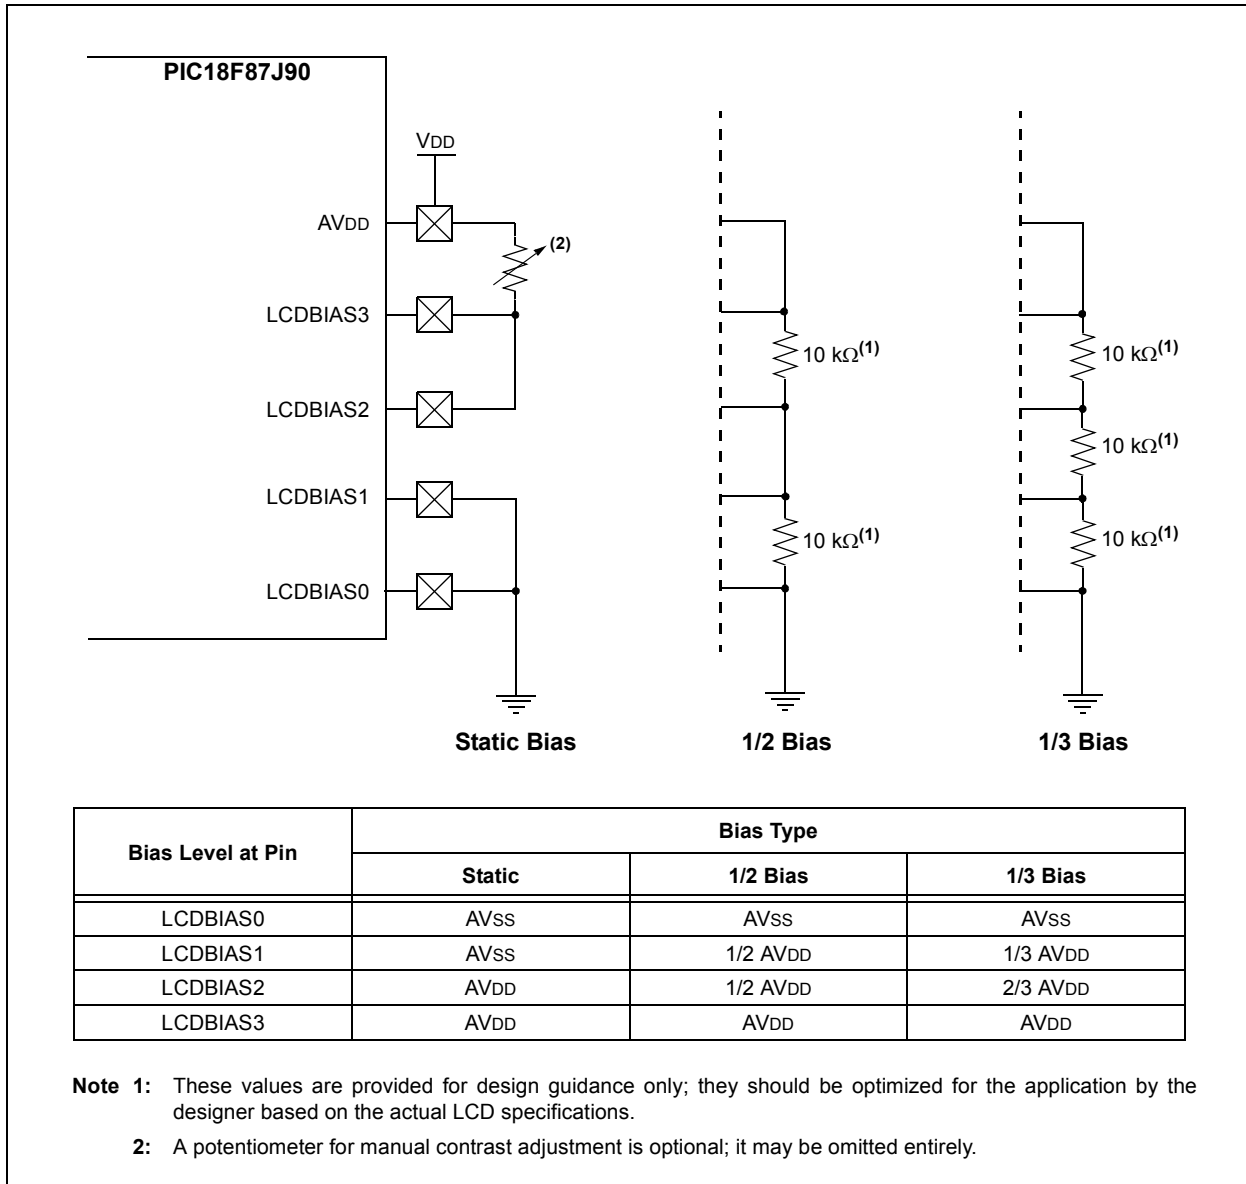 PIC18F87J90
VDD
AVDD
(2)
LCDBIAS3
10 kΩ(1)
10 kΩ(1)
LCDBIAS2
10 kΩ(1)
LCDBIAS1
10 kΩ(1)
10 kΩ(1)
LCDBIAS0
Static Bias 1/2 Bias 1/3 Bias
Bias Level at Pin Bias Type
Static 1/2 Bias 1/3 Bias
LCDBIAS0 AVSS AVSS AVSS
LCDBIAS1 AVSS 1/2 AVDD 1/3 AVDD
LCDBIAS2 AVDD 1/2 AVDD 2/3 AVDD
LCDBIAS3 AVDD AVDD AVDD
Note 1: These values are provided for design guidance only; they should be optimized for the application by the
designer based on the actual LCD specifications.
2: A potentiometer for manual contrast adjustment is optional; it may be omitted entirely.